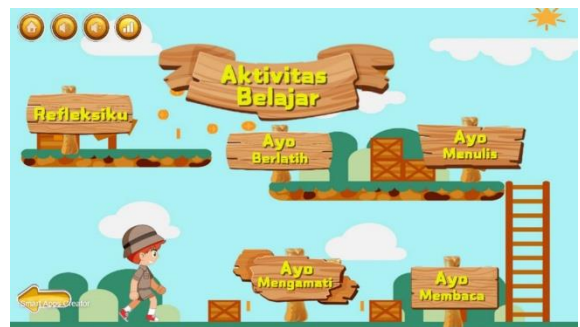 Aktivitas
Belajar
Refleksiku
Ayo
Berlatih
Ayo
Menulis
Ayo
Mengamati
Ayo
Membaca
Smart Apps Creator